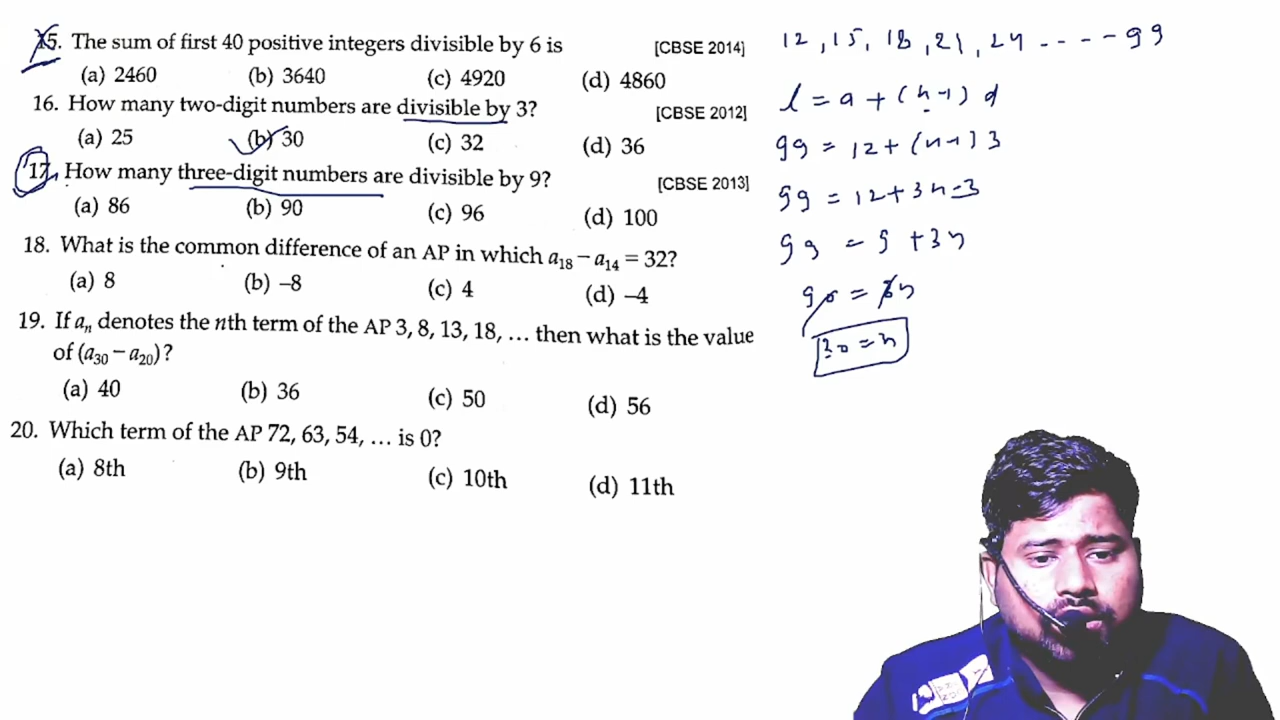 15. The sum of first 40 positive integers divisible by 6 is [CBSE 2014]
(a) 2460 (b) 3640 (c) 4920 (d) 4860
16. How many two-digit numbers are divisible by 3? [CBSE 2012]
(a) 25 (b) 30 (c) 32 (d) 36
17. How many three-digit numbers are divisible by 9? [CBSE 2013]
(a) 86 (b) 90 (c) 96 (d) 100
18. What is the common difference of an AP in which a₁₈ – a₁₄ = 32?
(a) 8 (b) –8 (c) 4 (d) –4
19. If aₙ denotes the nth term of the AP 3, 8, 13, 18, … then what is the value
of (a₃₀ – a₂₀)?
(a) 40 (b) 36 (c) 50 (d) 56
20. Which term of the AP 72, 63, 54, … is 0?
(a) 8th (b) 9th (c) 10th (d) 11th
12, 15, 18, 21, 24 - - - - 99
l = a + (n-1) d
99 = 12 + (n-1) 3
99 = 12 + 3n - 3
99 = 9 + 3n
90 = 3n
30 = n